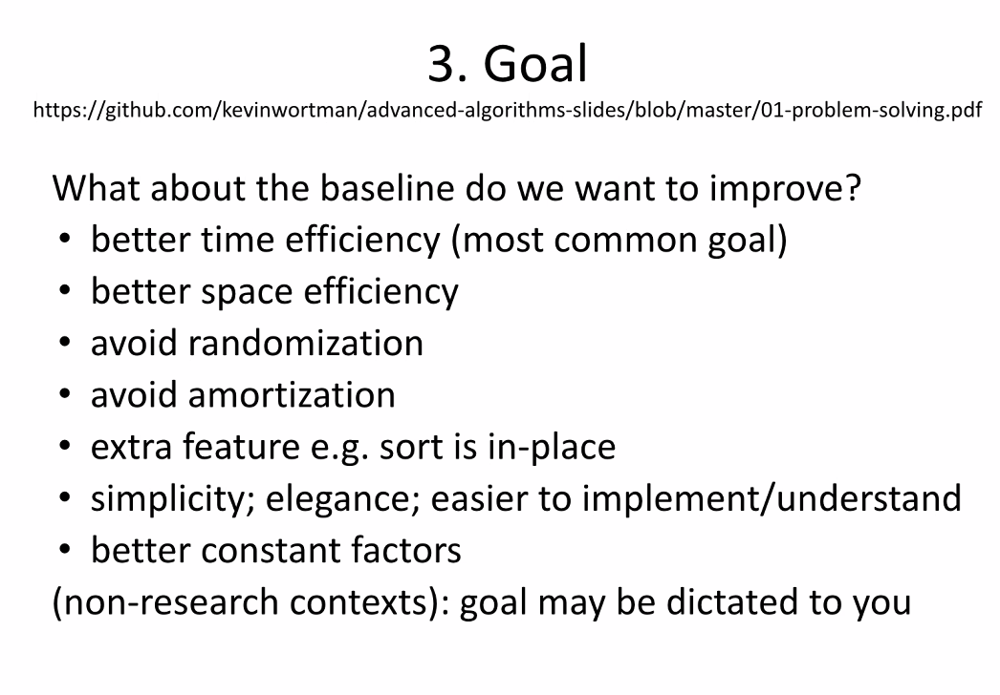 3. Goal
https://github.com/kevinwortman/advanced-algorithms-slides/blob/master/01-problem-solving.pdf
What about the baseline do we want to improve?
• better time efficiency (most common goal)
• better space efficiency
• avoid randomization
• avoid amortization
• extra feature e.g. sort is in-place
• simplicity; elegance; easier to implement/understand
• better constant factors
(non-research contexts): goal may be dictated to you